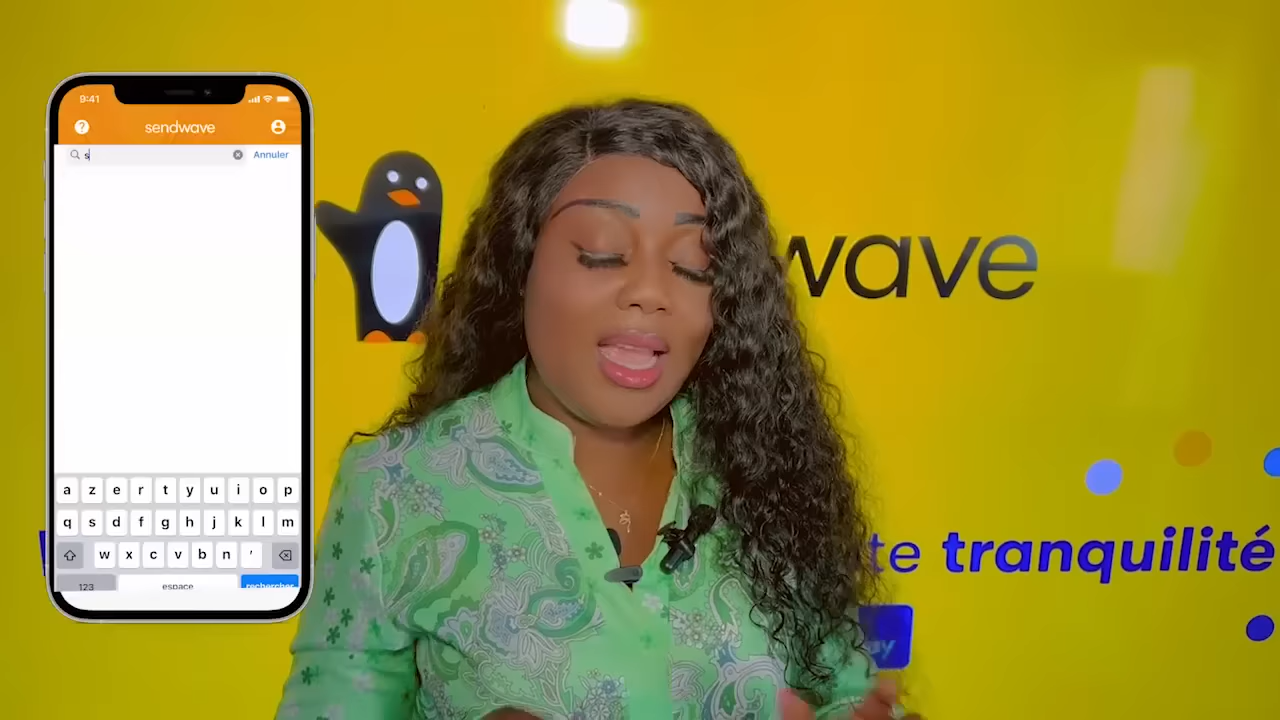 9:41
sendwave
s
Annuler
a z e r t y u i o p
q s d f g h j k l m
w x c v b n '
123 espace rechercher
wave
te tranquilité